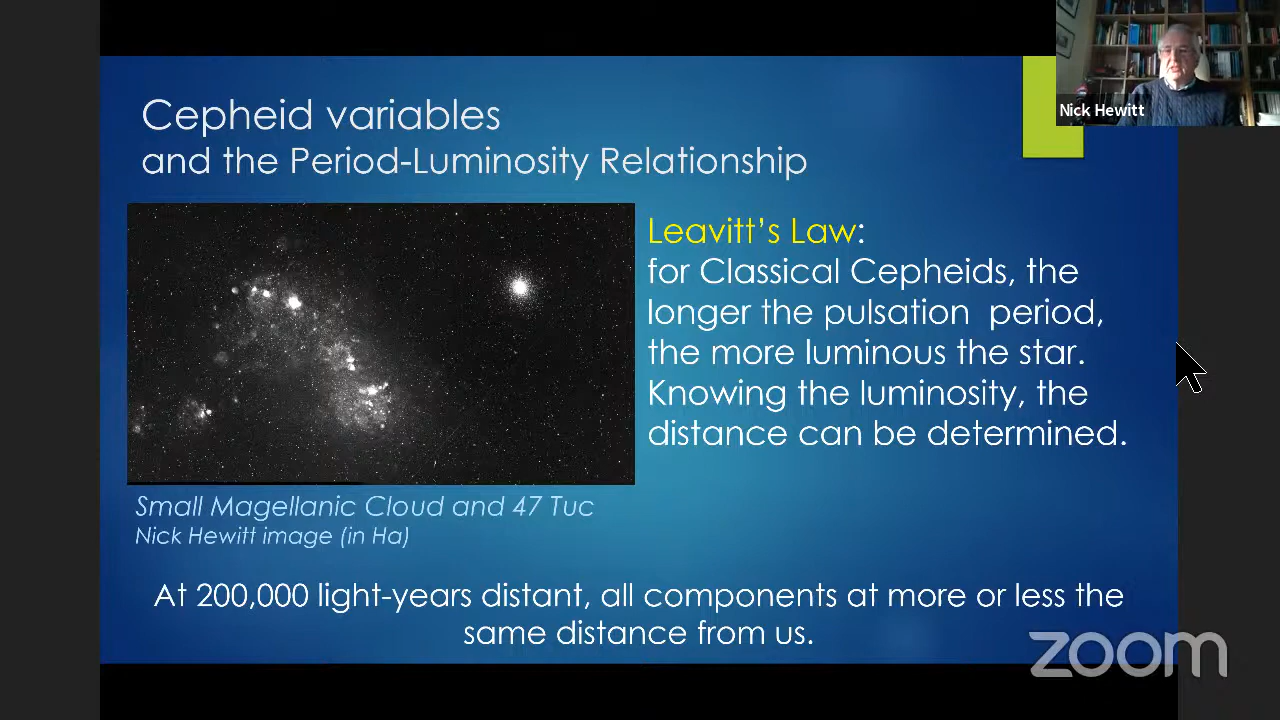 Cepheid variables
and the Period-Luminosity Relationship
Nick Hewitt
Leavitt's Law:
for Classical Cepheids, the
longer the pulsation  period,
the more luminous the star.
Knowing the luminosity, the
distance can be determined.
Small Magellanic Cloud and 47 Tuc
Nick Hewitt image (in Ha)
At 200,000 light-years distant, all components at more or less the
same distance from us.
zoom